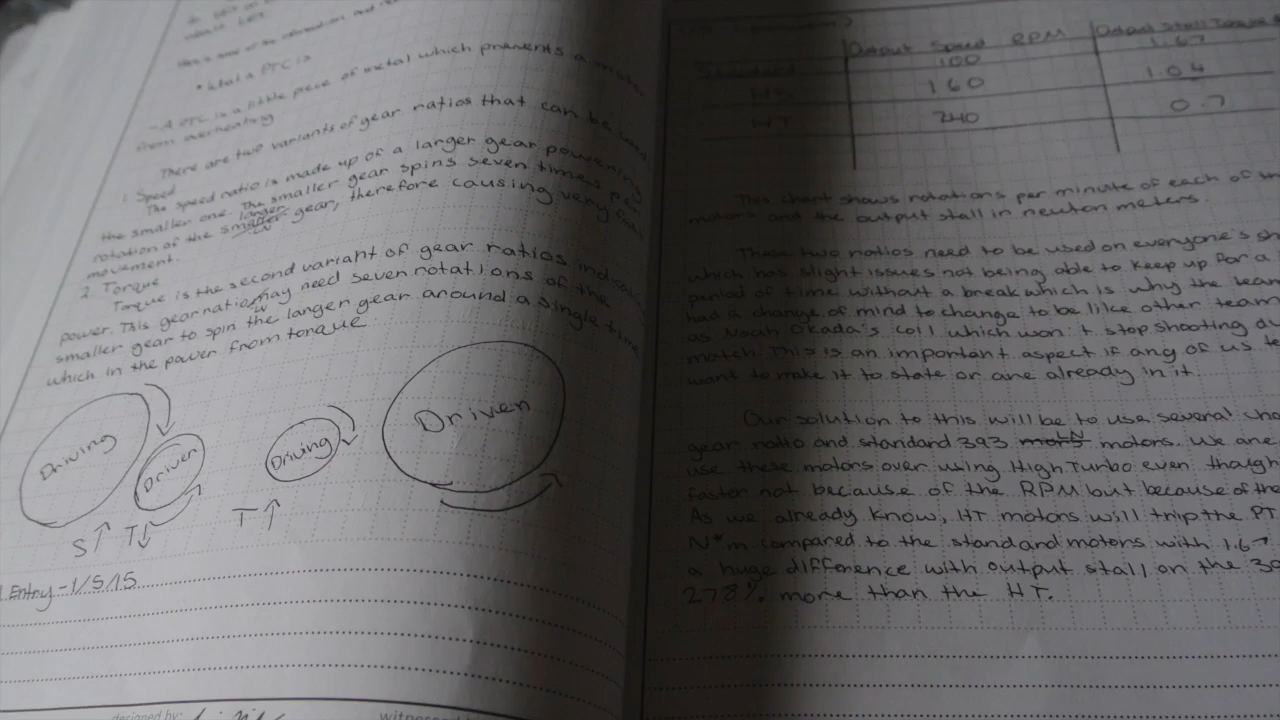 • What a PTC is
- A PTC is a little piece of metal which prevents a
from overheating
There are two variants of gear ratios that can be used
1. Speed
The speed ratio is made up of a larger gear powering
the smaller one. The smaller gear spins seven times per
rotation of the smaller larger gear, therefore causing very fast
movement.
2. Torque
Torque is the second variant of gear ratios
power. This gear ratio may need seven rotations of the
smaller gear to spin the larger gear around a single time
which in the power from torque
Driving
Driven
Driving
Driven
S↑ T↓
T↑
Entry - 1/5/15
designed by:
Output Speed RPM
Output Stall Torque
Standard
100
1.67
160
1.04
HT
240
0.7
This chart shows rotations per minute of each of the
motors and the output stall in newton meters.
These two ratios need to be used on everyone's
which has slight issues not being able to keep up for a
period of time without a break which is why the team
had a change of mind to change to be like other team
as Noah Okada's coil which won't stop shooting
match. This is an important aspect if any of us
want to make it to state or are already in it.
Our solution to this will be to use several
gear ratio and standard 393 motors. We are
use these motors over using High Turbo even though
faster not because of the RPM but because of the
As we already know, HT motors will trip the PT
N*m compared to the standard motors with 1.67
a huge difference with output stall on the
278% more than the HT.